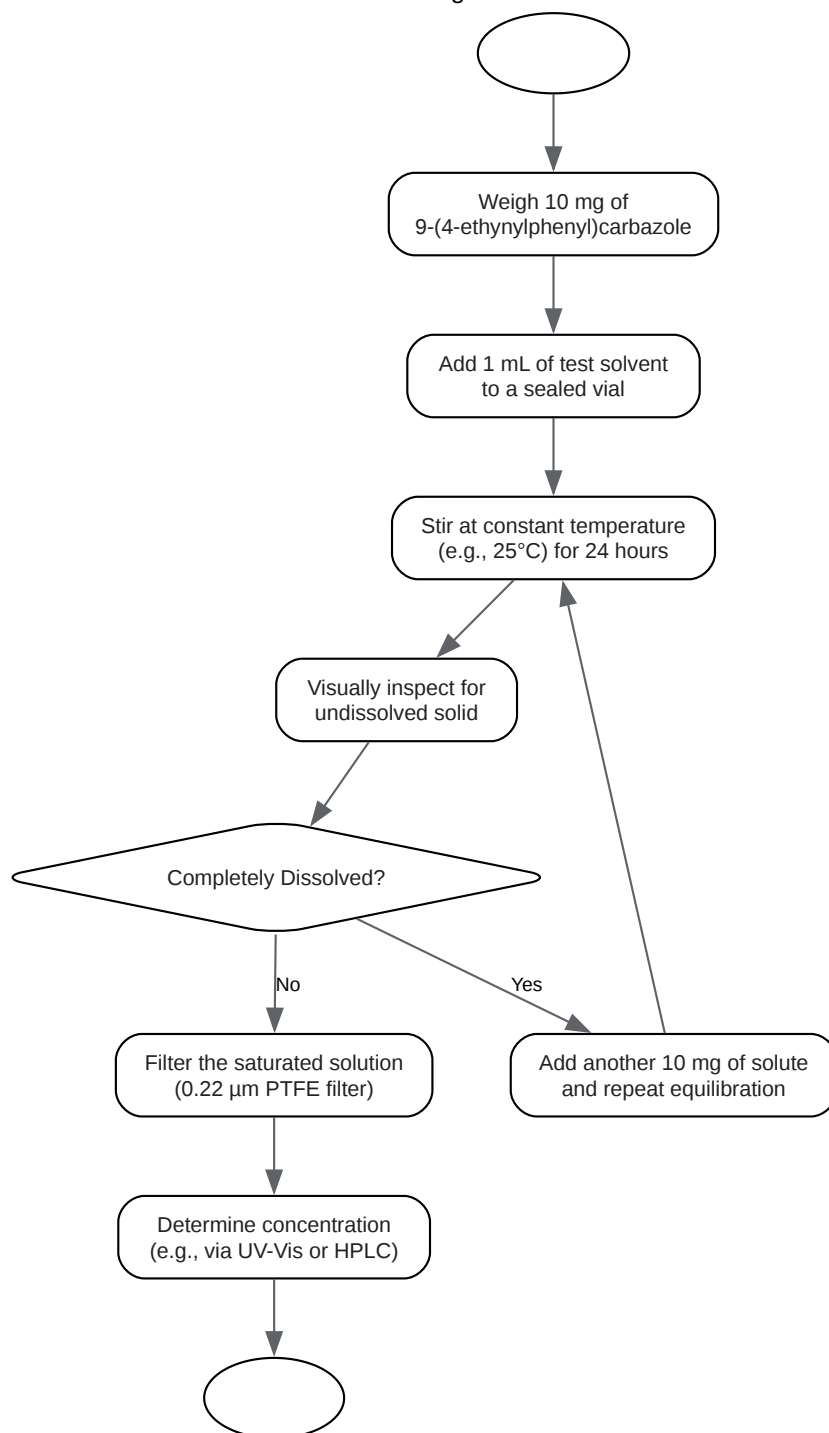 Weigh 10 mg of
9-(4-ethynylphenyl)carbazole
Add 1 mL of test solvent
to a sealed vial
Stir at constant temperature
(e.g., 25°C) for 24 hours
Visually inspect for
undissolved solid
Completely Dissolved?
No
Yes
Filter the saturated solution
(0.22 µm PTFE filter)
Add another 10 mg of solute
and repeat equilibration
Determine concentration
(e.g., via UV-Vis or HPLC)